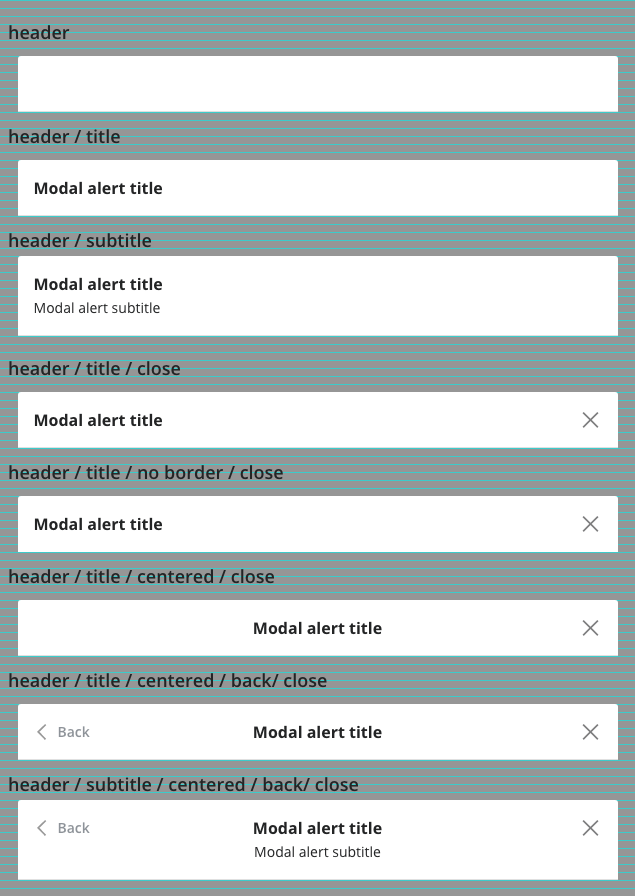 header
header / title
Modal alert title
header / subtitle
Modal alert title
Modal alert subtitle
header / title / close
Modal alert title
header / title / no border / close
Modal alert title
header / title / centered / close
Modal alert title
header / title / centered / back/ close
Back Modal alert title
header / subtitle / centered / back/ close
Back Modal alert title
Modal alert subtitle